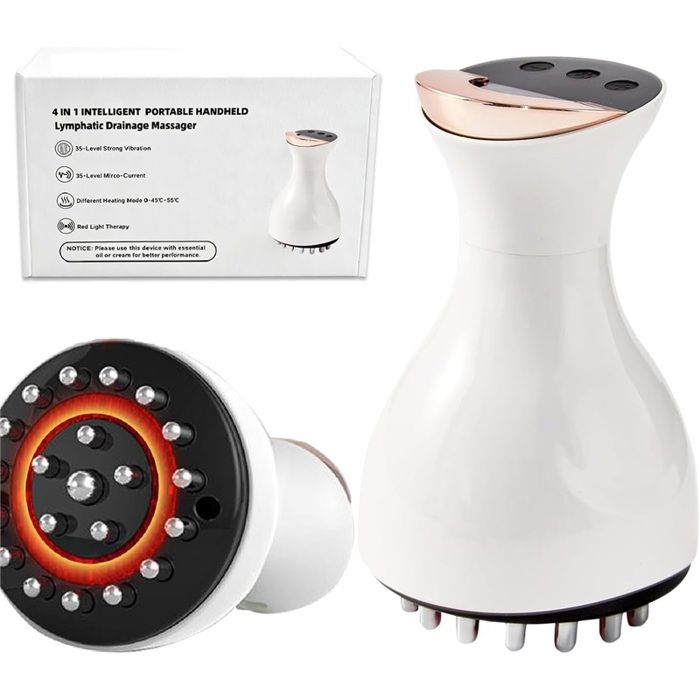 4 IN 1 INTELLIGENT PORTABLE HANDHELD
Lymphatic Drainage Massager
35-Level Strong Vibration
35-Level Mirco-Current
Different Heating Mode 0-45℃-55℃
Red Light Therapy
NOTICE: Please use this device with essential
oil or cream for better performance.